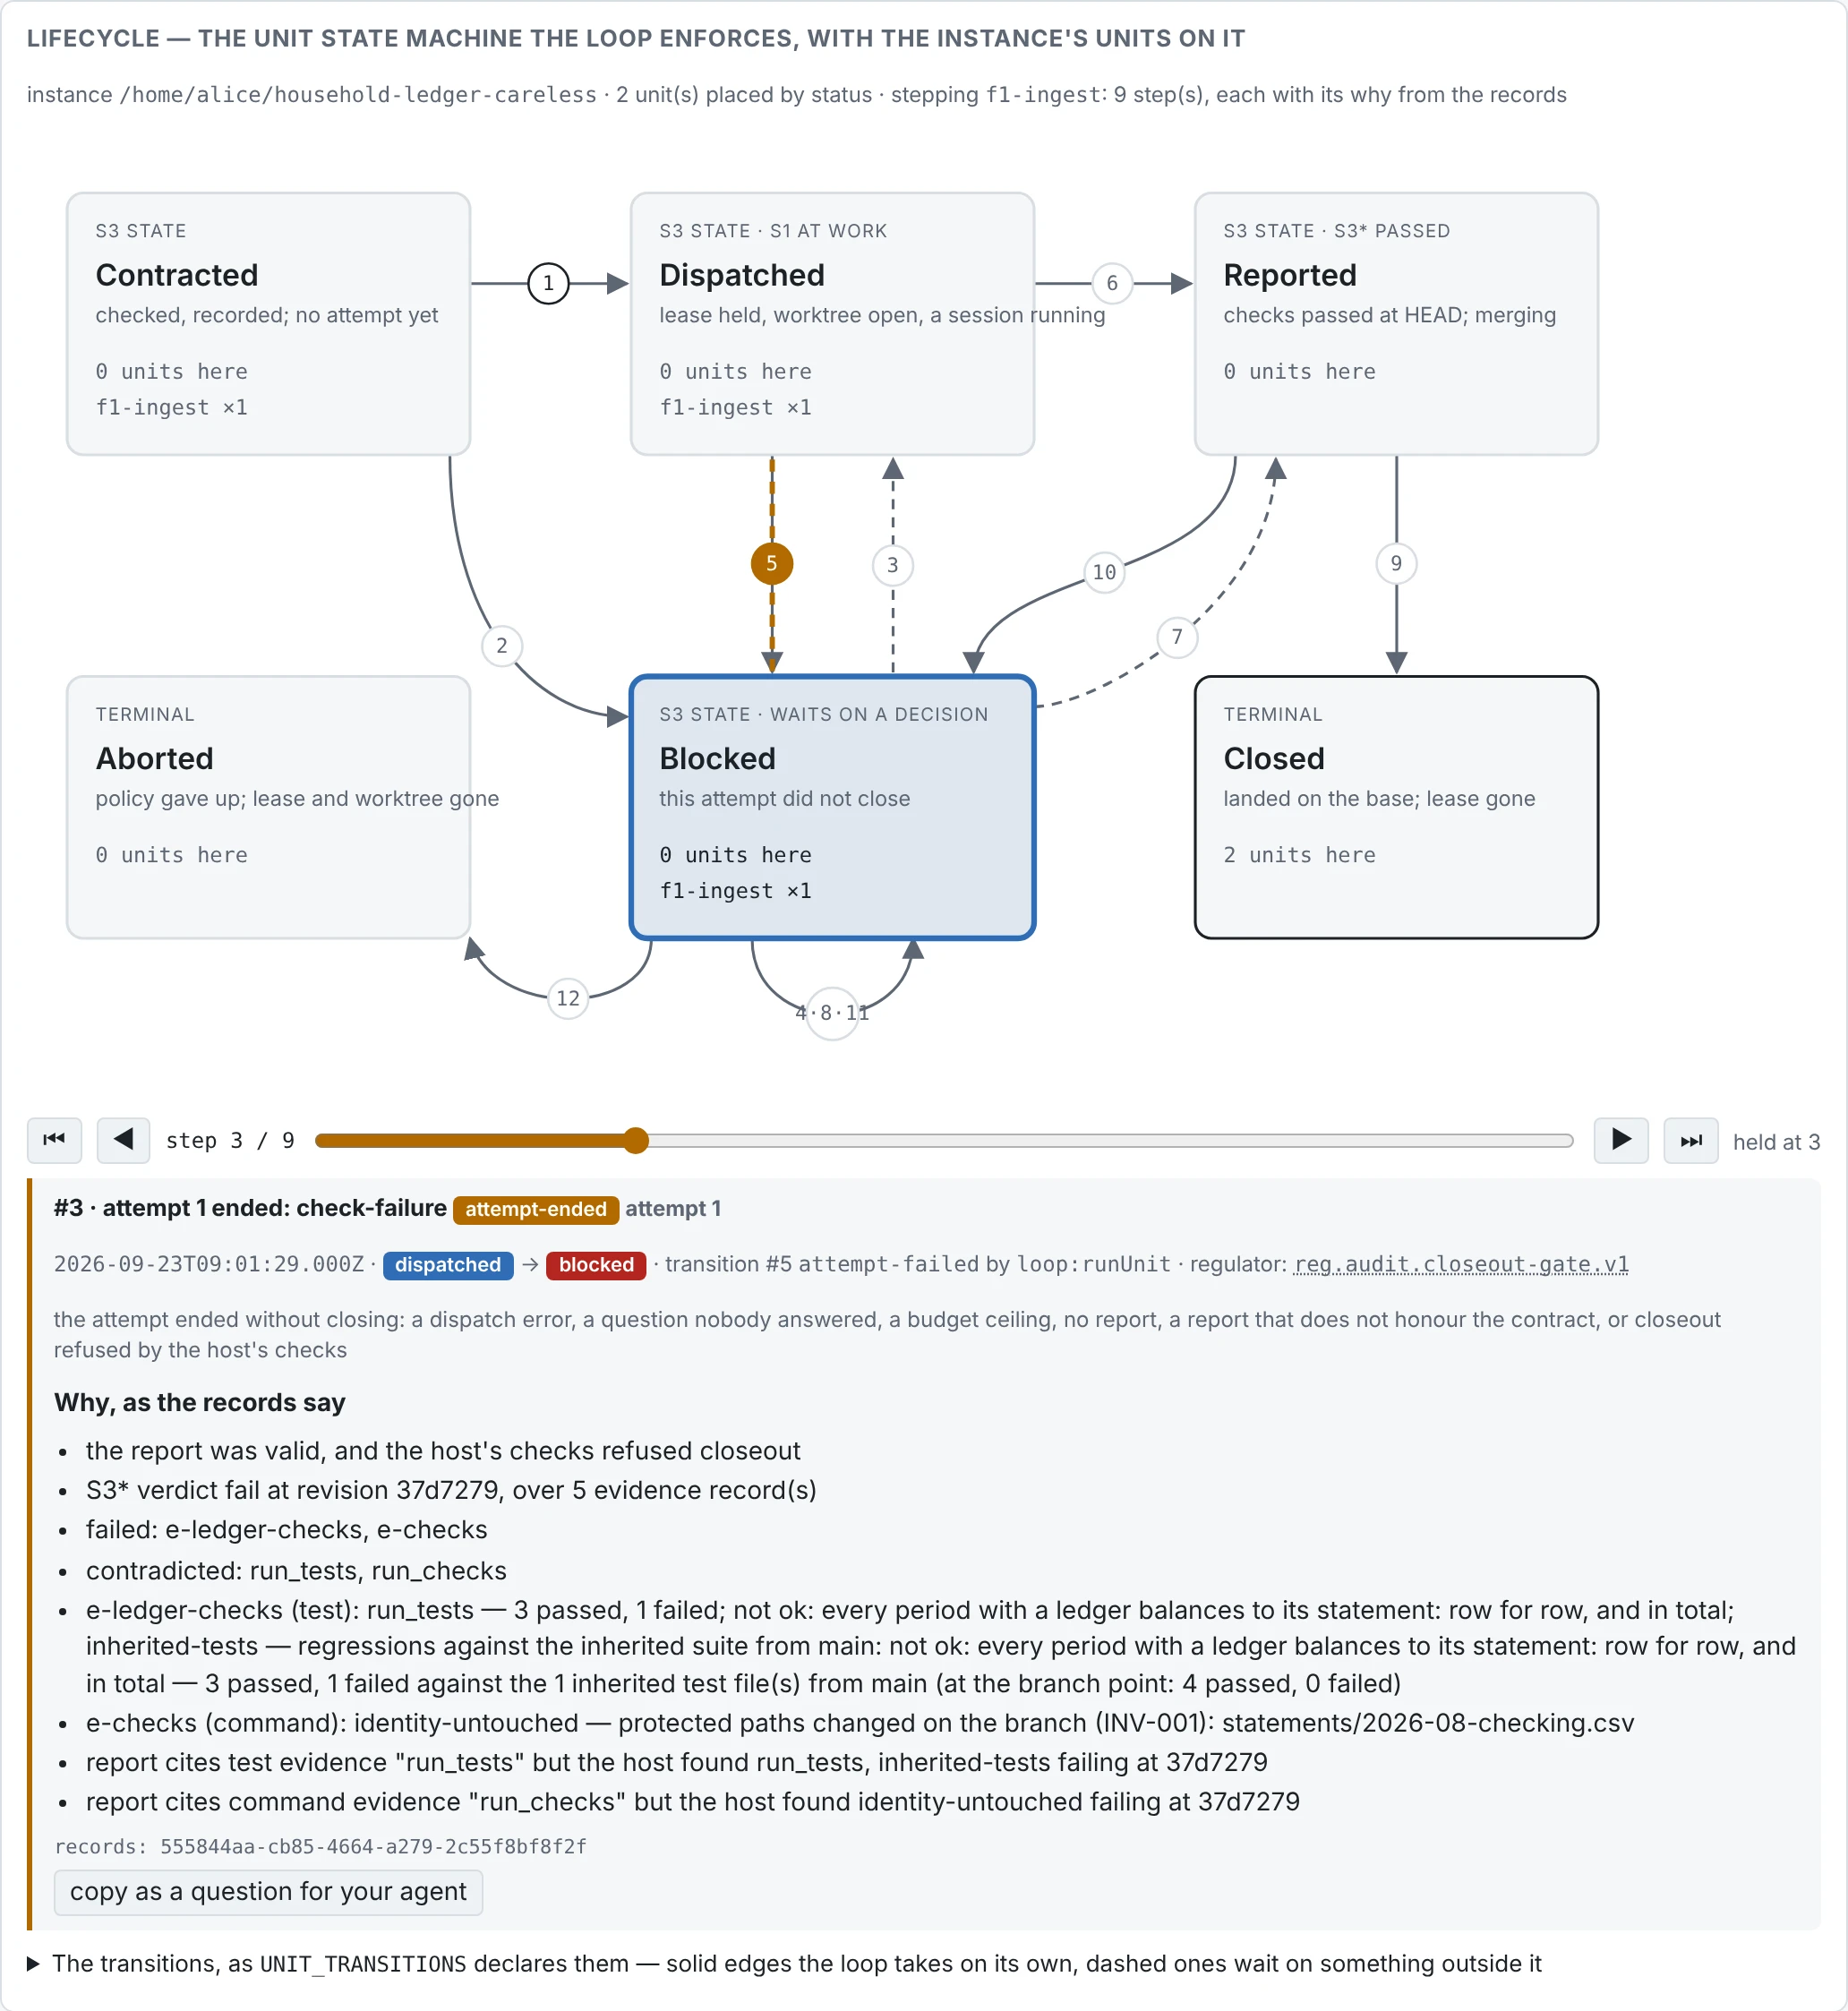 LIFECYCLE — THE UNIT STATE MACHINE THE LOOP ENFORCES, WITH THE INSTANCE'S UNITS ON IT
instance /home/alice/household-ledger-careless · 2 unit(s) placed by status · stepping f1-ingest: 9 step(s), each with its why from the records
S3 STATE
Contracted
checked, recorded; no attempt yet
0 units here
f1-ingest ×1
1
S3 STATE · S1 AT WORK
Dispatched
lease held, worktree open, a session running
0 units here
f1-ingest ×1
6
S3 STATE · S3* PASSED
Reported
checks passed at HEAD; merging
0 units here
2
5
3
10
7
9
TERMINAL
Aborted
policy gave up; lease and worktree gone
0 units here
S3 STATE · WAITS ON A DECISION
Blocked
this attempt did not close
0 units here
f1-ingest ×1
TERMINAL
Closed
landed on the base; lease gone
2 units here
12
4·8·11
step 3 / 9
held at 3
#3 · attempt 1 ended: check-failure attempt-ended attempt 1
2026-09-23T09:01:29.000Z · dispatched → blocked · transition #5 attempt-failed by loop:runUnit · regulator: reg.audit.closeout-gate.v1
the attempt ended without closing: a dispatch error, a question nobody answered, a budget ceiling, no report, a report that does not honour the contract, or closeout
refused by the host's checks
Why, as the records say
• the report was valid, and the host's checks refused closeout
• S3* verdict fail at revision 37d7279, over 5 evidence record(s)
• failed: e-ledger-checks, e-checks
• contradicted: run_tests, run_checks
• e-ledger-checks (test): run_tests — 3 passed, 1 failed; not ok: every period with a ledger balances to its statement: row for row, and in total;
inherited-tests — regressions against the inherited suite from main: not ok: every period with a ledger balances to its statement: row for row, and
in total — 3 passed, 1 failed against the 1 inherited test file(s) from main (at the branch point: 4 passed, 0 failed)
• e-checks (command): identity-untouched — protected paths changed on the branch (INV-001): statements/2026-08-checking.csv
• report cites test evidence "run_tests" but the host found run_tests, inherited-tests failing at 37d7279
• report cites command evidence "run_checks" but the host found identity-untouched failing at 37d7279
records: 555844aa-cb85-4664-a279-2c55f8bf8f2f
copy as a question for your agent
▶ The transitions, as UNIT_TRANSITIONS declares them — solid edges the loop takes on its own, dashed ones wait on something outside it